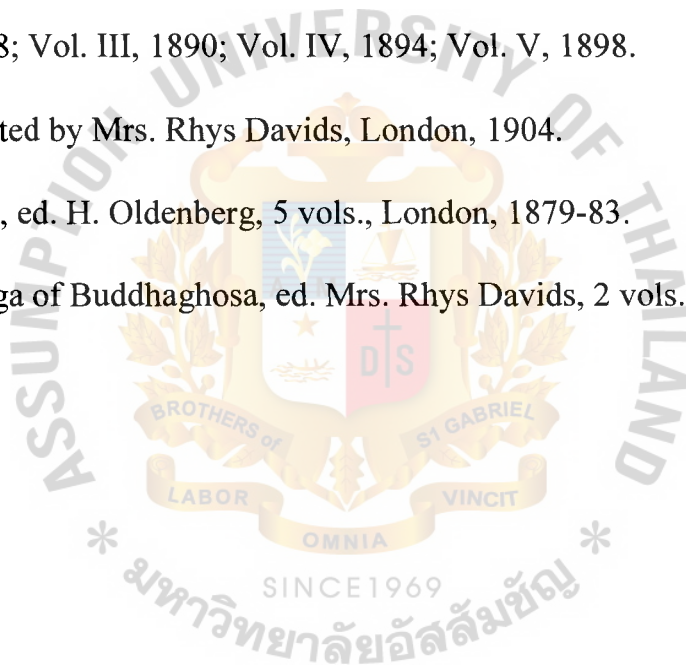 8; Vol. III, 1890; Vol. IV, 1894; Vol. V, 1898.
ted by Mrs. Rhys Davids, London, 1904.
, ed. H. Oldenberg, 5 vols., London, 1879-83.
ga of Buddhaghosa, ed. Mrs. Rhys Davids, 2 vols.
ASSUMPTION UNIVERSITY OF THAILAND
A M
D S
BROTHERS of ST GABRIEL
LABOR VINCIT
OMNIA
SINCE 1969
* มหาวิทยาลัยอัสสัมชัญ *